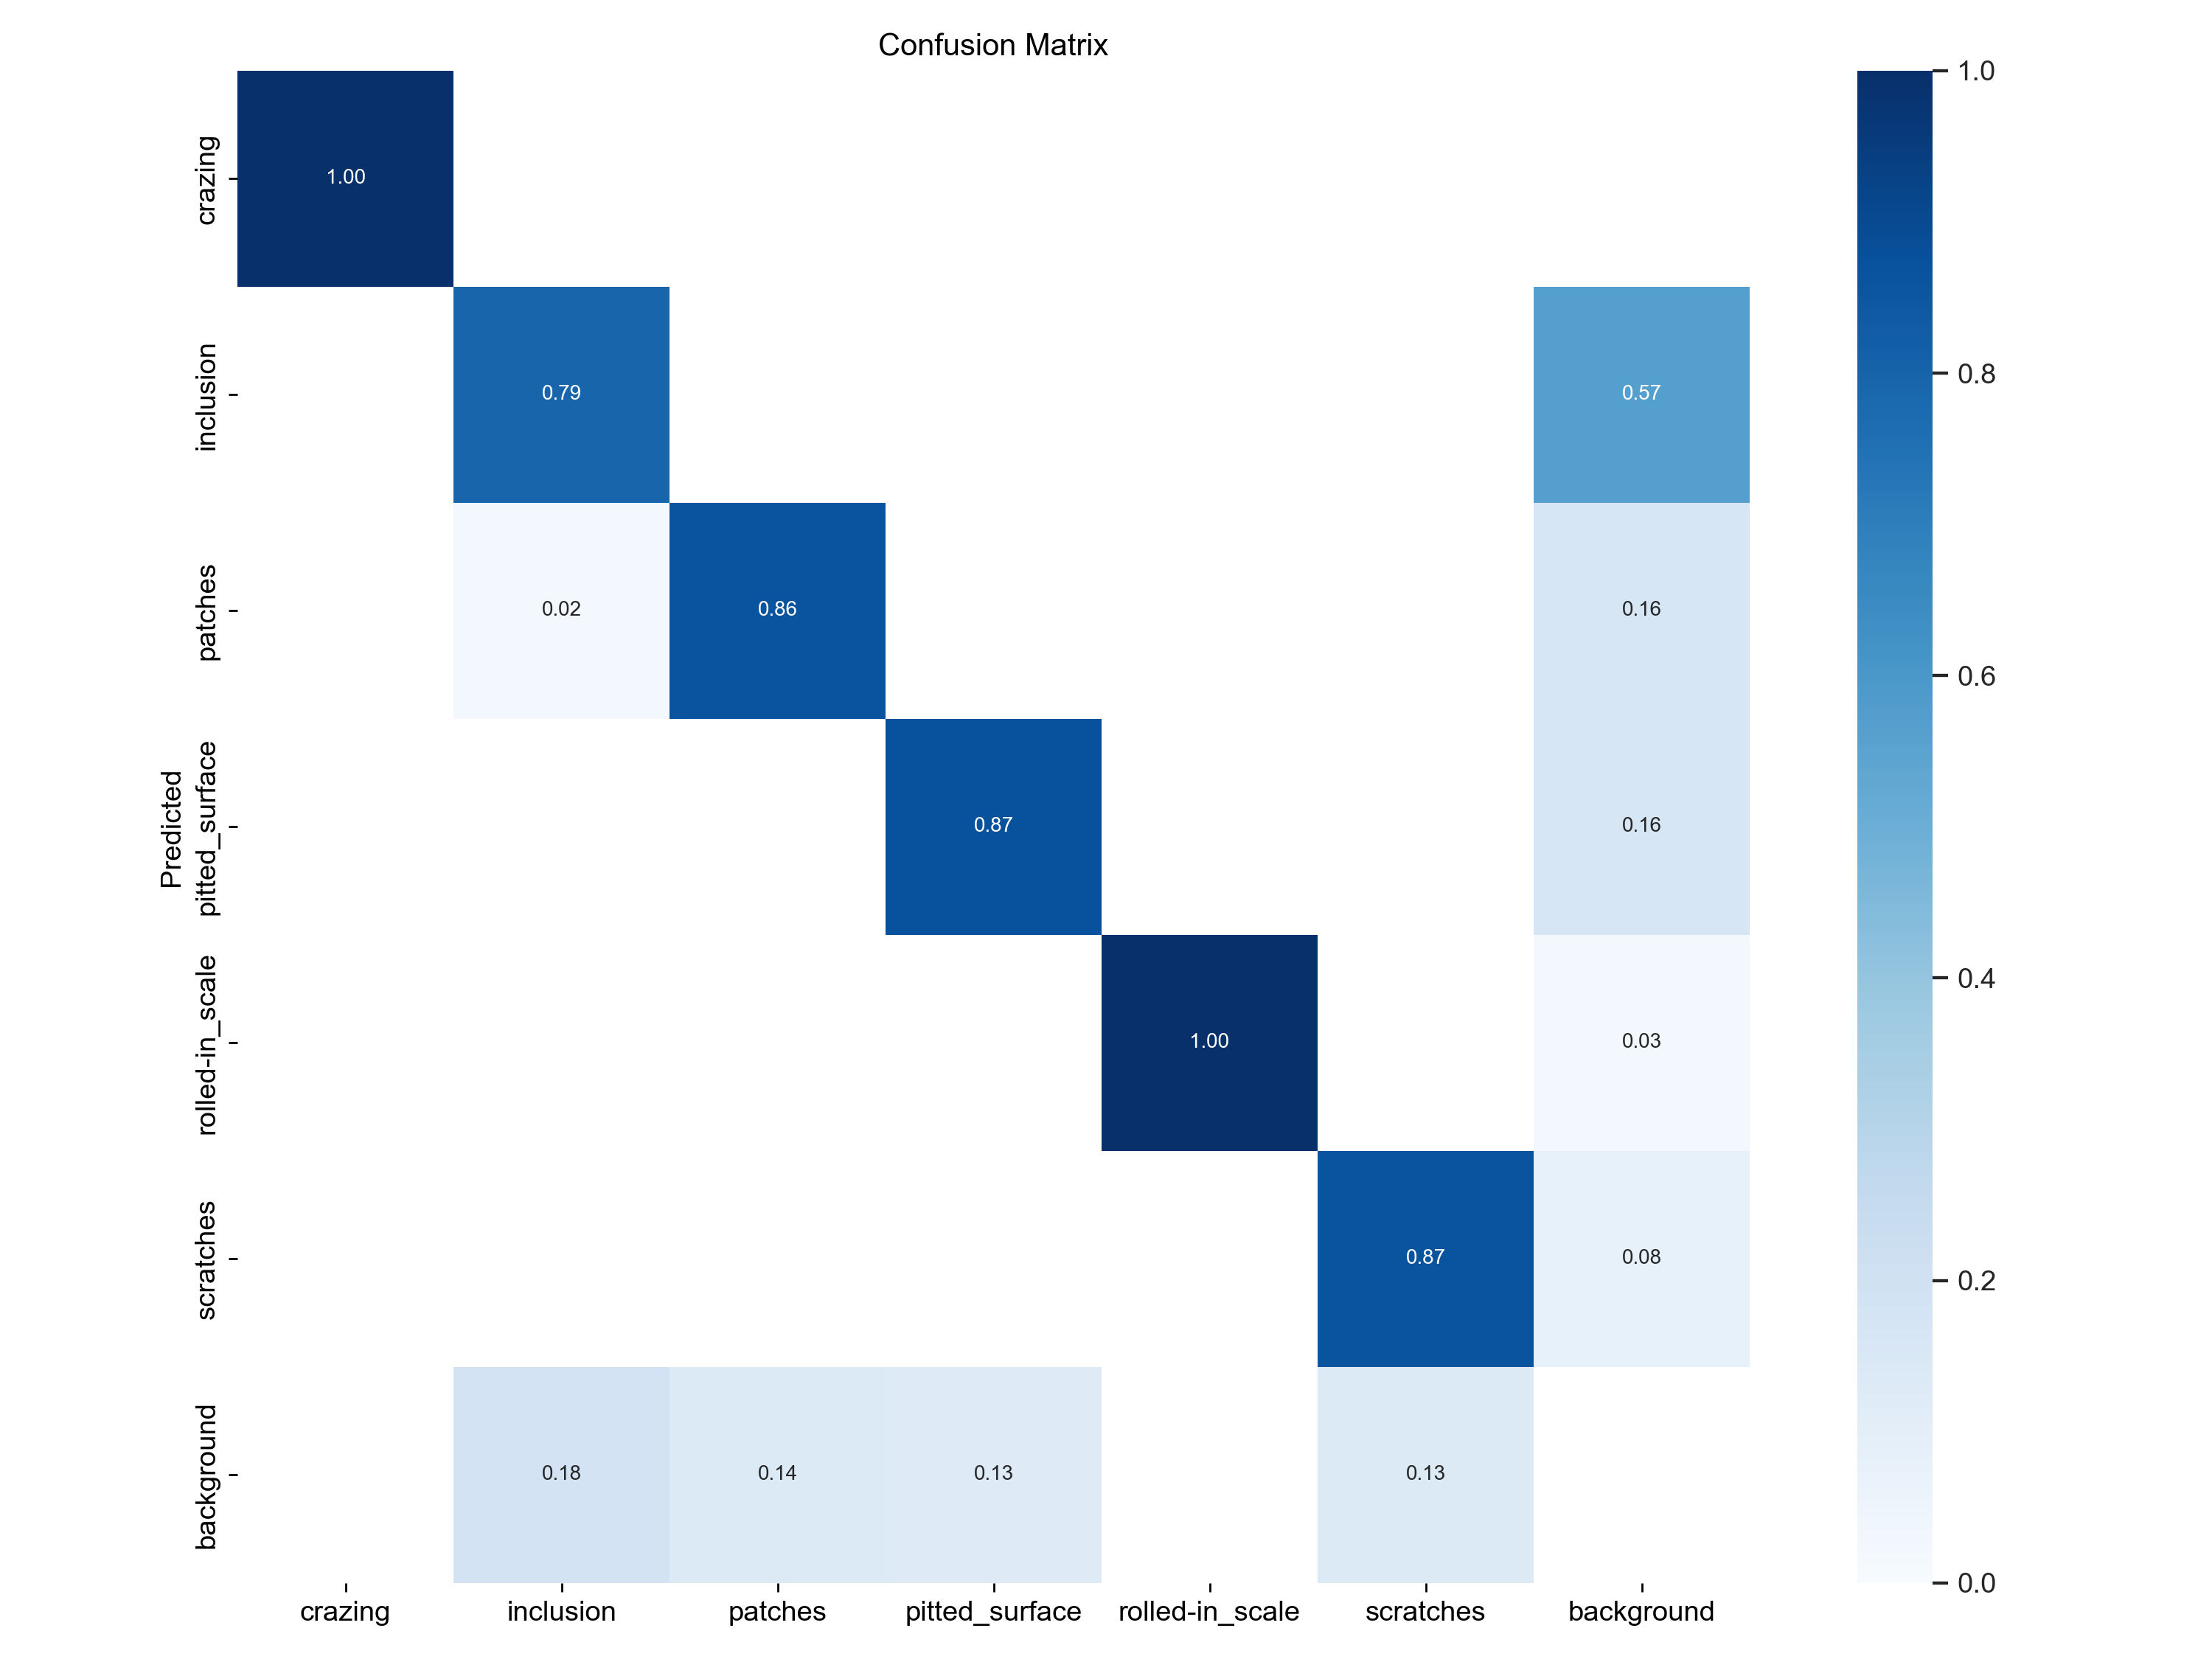 Confusion Matrix
Predicted
crazing
inclusion
patches
pitted_surface
rolled-in_scale
scratches
background
1.00
0.79
0.57
0.02
0.86
0.16
0.87
0.16
1.00
0.03
0.87
0.08
0.18
0.14
0.13
0.13
crazing
inclusion
patches
pitted_surface
rolled-in_scale
scratches
background
1.0
0.8
0.6
0.4
0.2
0.0